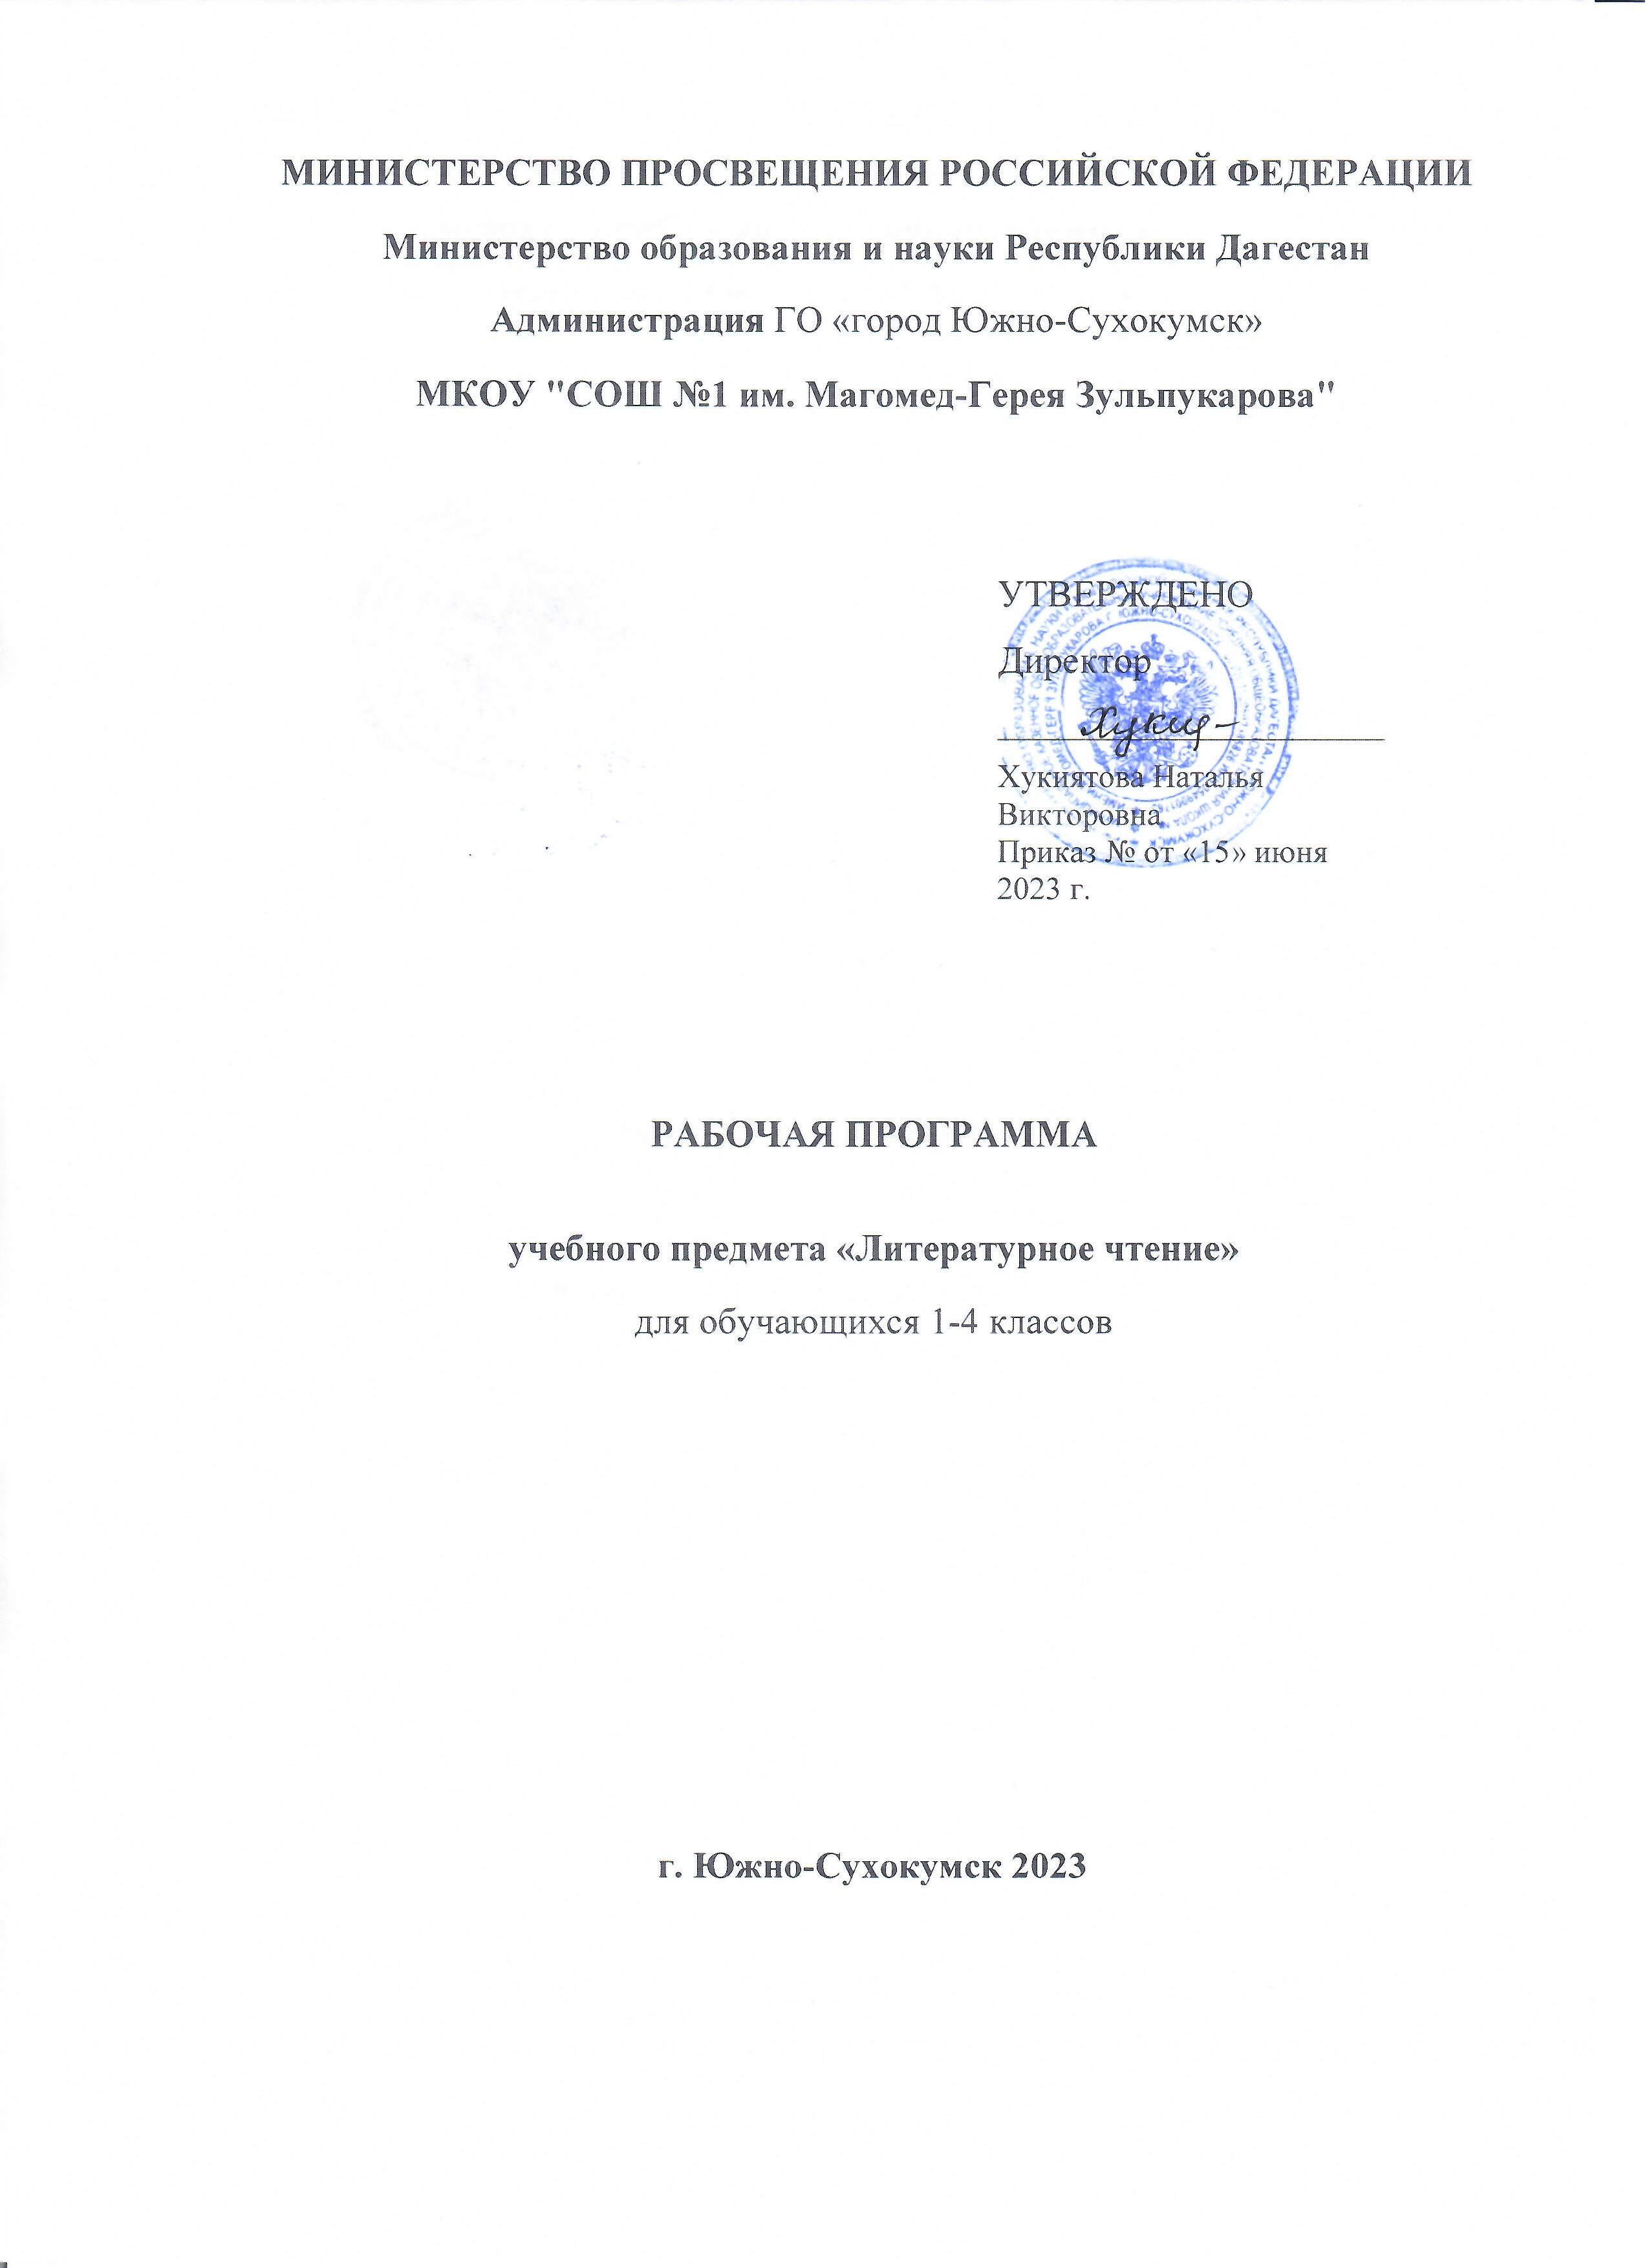 МИНИСТЕРСТВО ПРОСВЕЩЕНИЯ РОССИЙСКОЙ ФЕДЕРАЦИИ
Министерство образования и науки Республики Дагестан
Администрация ГО «город Южно-Сухокумск»
МКОУ "СОШ №1 им. Магомед-Герея Зульпукарова"
УТВЕРЖДЕНО
Директор
Хукия
Хукиятова Наталья
Викторовна
Приказ № от «15» июня
2023 г.
РАБОЧАЯ ПРОГРАММА
учебного предмета «Литературное чтение»
для обучающихся 1-4 классов
г. Южно-Сухокумск 2023